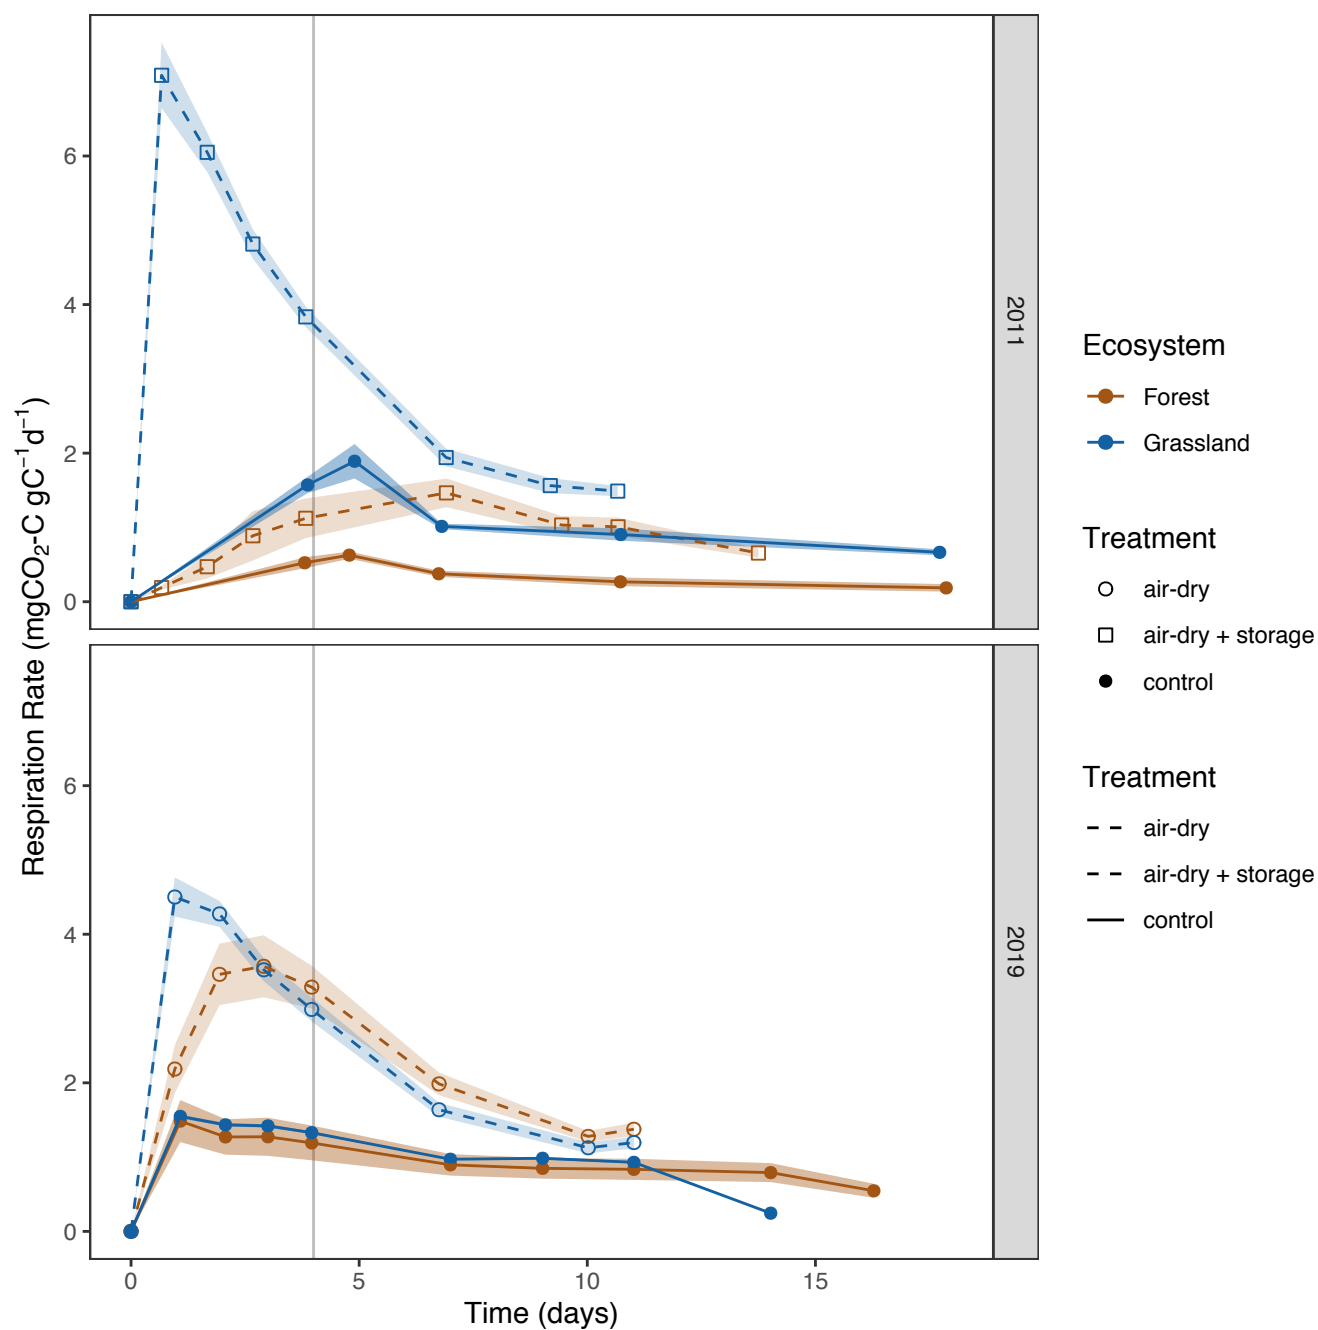 6
4
2
0
2011
6
4
2
0
2019
0
5
10
15
Time (days)
Respiration Rate (mgCO₂-C gC⁻¹d⁻¹)
Ecosystem
Forest
Grassland
Treatment
air-dry
air-dry + storage
control
Treatment
air-dry
air-dry + storage
control